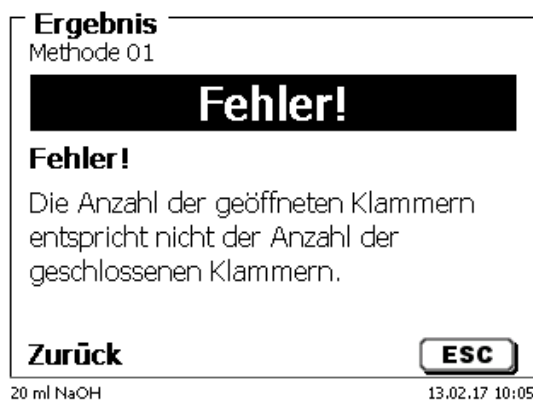 Ergebnis
Methode 01
Fehler!
Fehler!
Die Anzahl der geöffneten Klammern
entspricht nicht der Anzahl der
geschlossenen Klammern.
Zurück ESC
20 ml NaOH 13.02.17 10:05